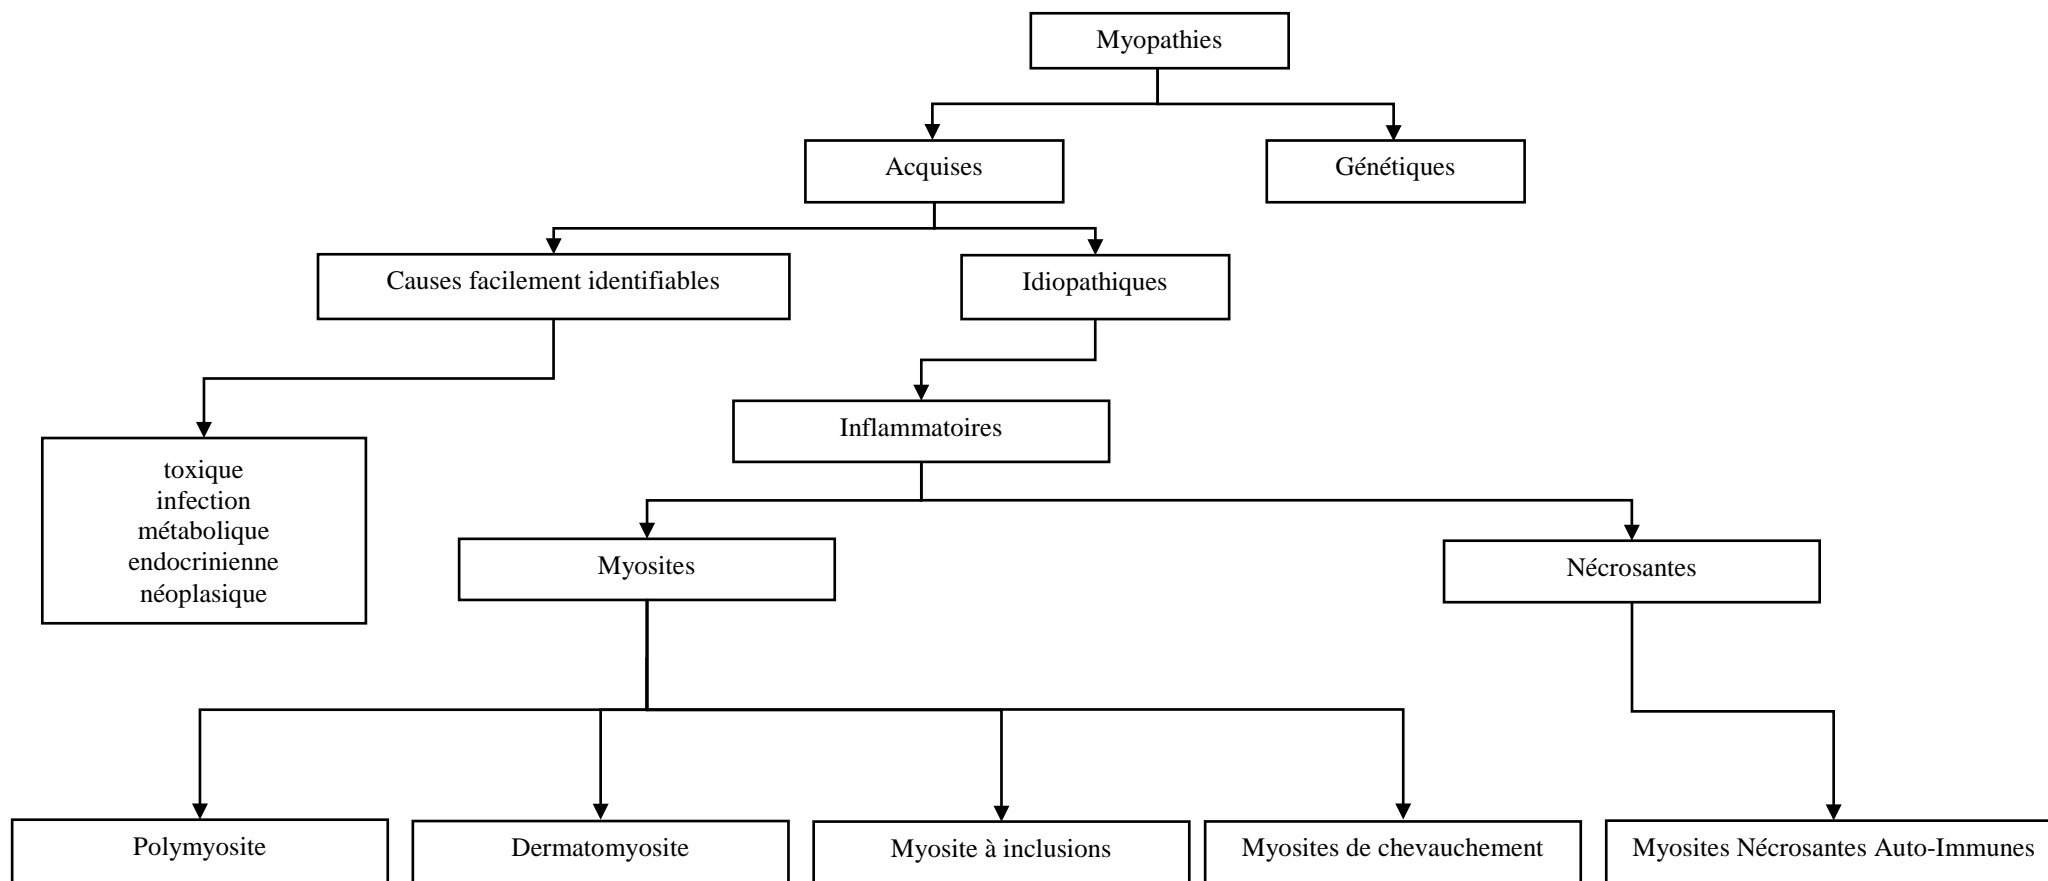 Myopathies
Acquises
Génétiques
Causes facilement identifiables
Idiopathiques
Inflammatoires
toxique
infection
métabolique
endocrinienne
néoplasique
Myosites
Nécrosantes
Polymyosite
Dermatomyosite
Myosite à inclusions
Myosites de chevauchement
Myosites Nécrosantes Auto-Immunes